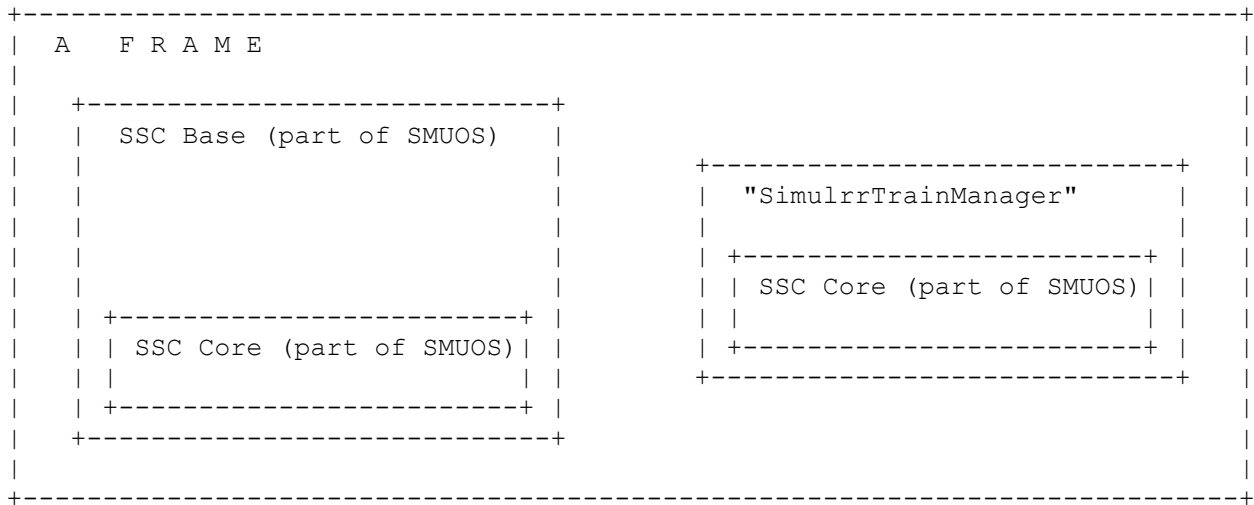 A F R A M E
SSC Base (part of SMUOS)
"SimulrrTrainManager"
SSC Core (part of SMUOS)
SSC Core (part of SMUOS)